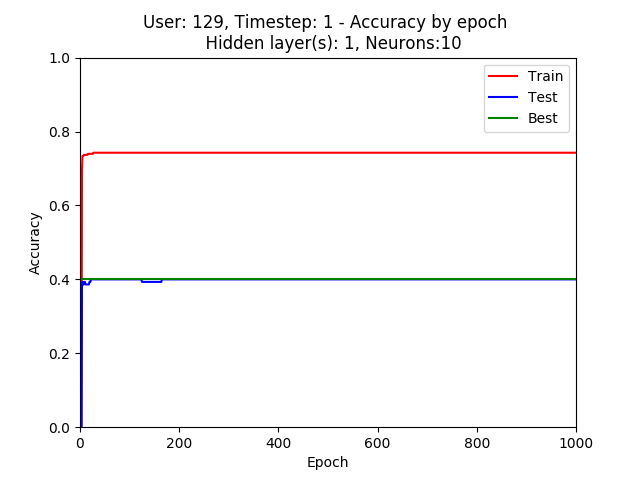 User: 129, Timestep: 1 - Accuracy by epoch
Hidden layer(s): 1, Neurons:10
1.0
0.8
0.6
0.4
0.2
0.0
Accuracy
Train
Test
Best
0 200 400 600 800 1000
Epoch